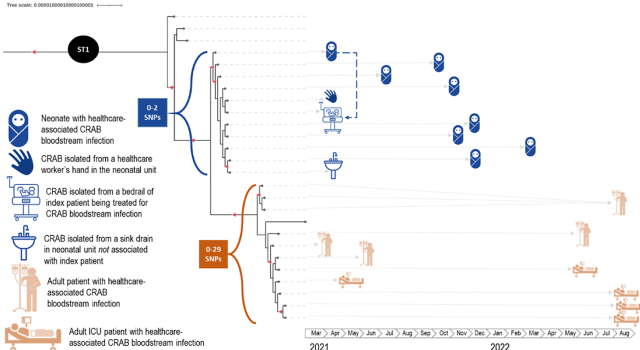 Tree scale: 0.00001000010000100001
ST1
0-2
SNPs
Neonate with healthcare-
associated CRAB
bloodstream infection
CRAB isolated from a healthcare
worker's hand in the neonatal unit
CRAB isolated from a bedrail of
index patient being treated for
CRAB bloodstream infection
CRAB isolated from a sink drain
in neonatal unit not associated
with index patient
0-29
SNPs
Adult patient with healthcare-
associated CRAB
bloodstream infection
Adult ICU patient with healthcare-
associated CRAB bloodstream infection
Mar Apr May Jun Jul Aug Sep Oct Nov Dec Jan Feb Mar Apr May Jun Jul Aug
2021 2022